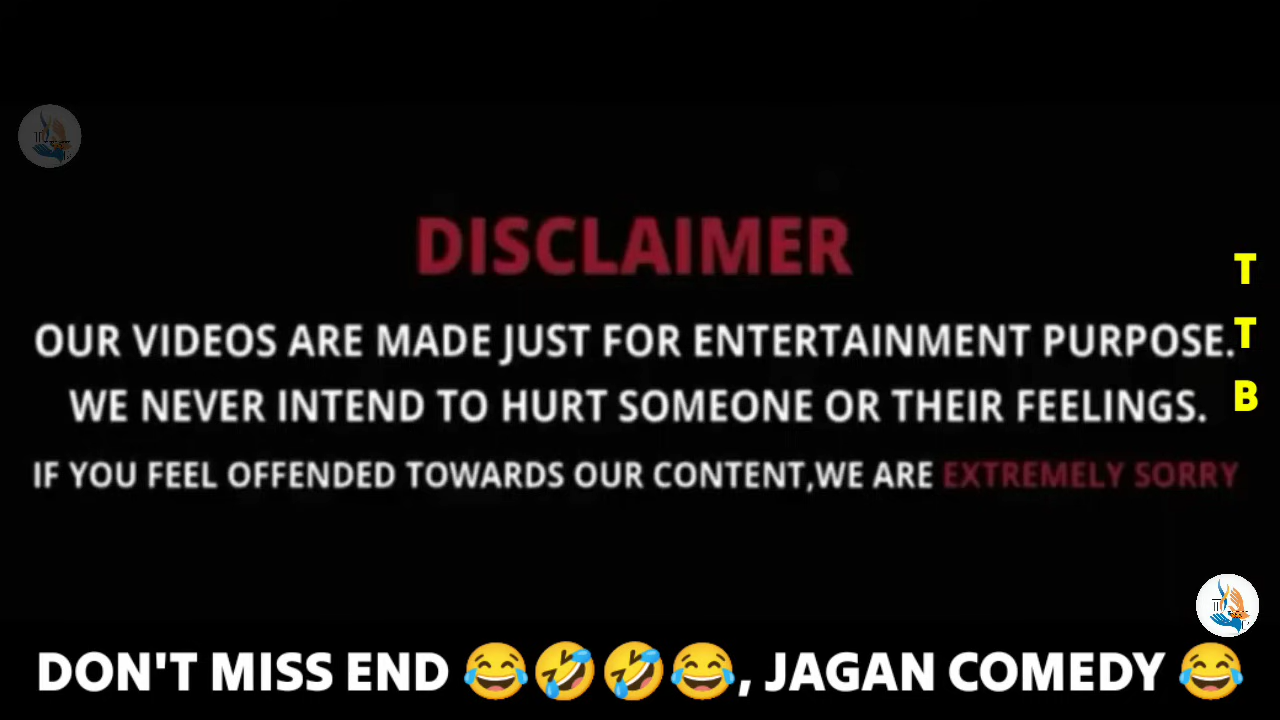 DISCLAIMER
OUR VIDEOS ARE MADE JUST FOR ENTERTAINMENT PURPOSE.
WE NEVER INTEND TO HURT SOMEONE OR THEIR FEELINGS.
IF YOU FEEL OFFENDED TOWARDS OUR CONTENT,WE ARE EXTREMELY SORRY
T
T
B
DON'T MISS END 😂🤣🤣😂, JAGAN COMEDY 😂